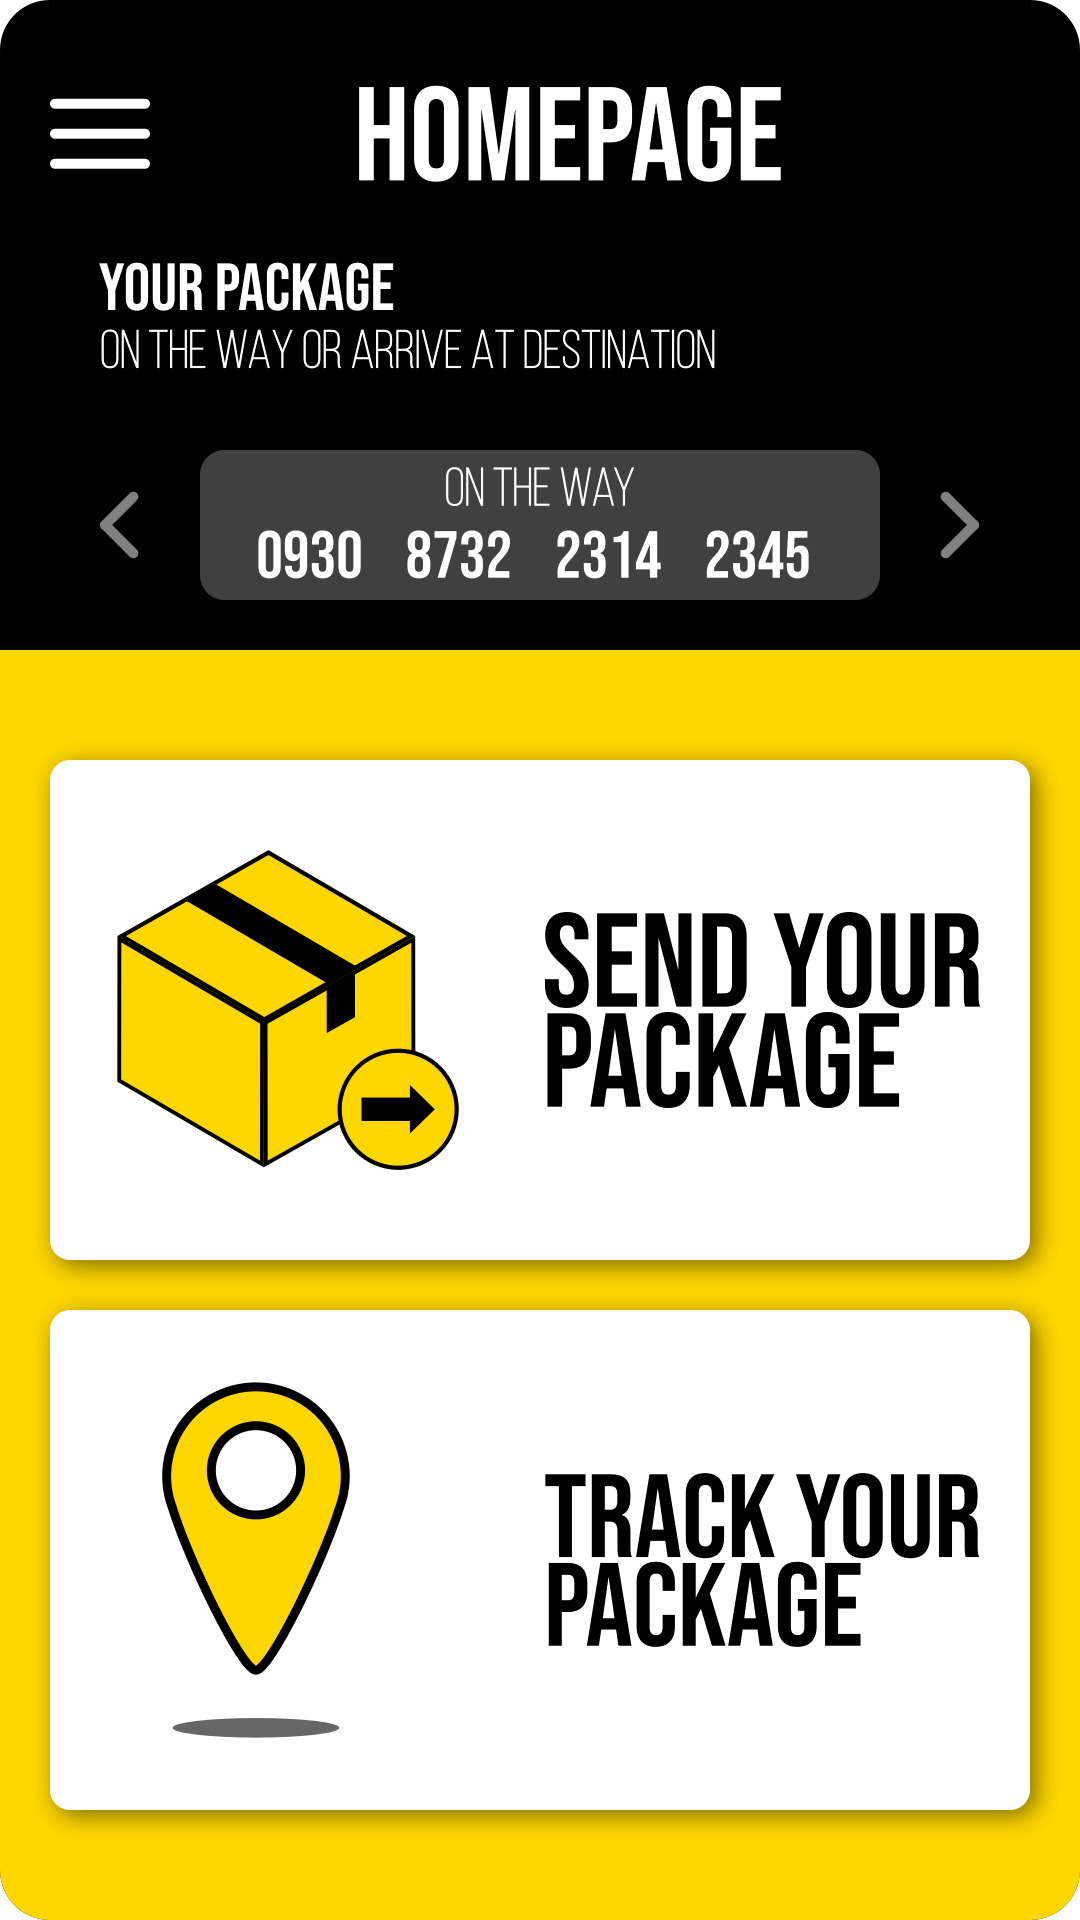 HOMEPAGE
YOUR PACKAGE
ON THE WAY OR ARRIVE AT DESTINATION
ON THE WAY
0930 8732 2314 2345
SEND YOUR
PACKAGE
TRACK YOUR
PACKAGE